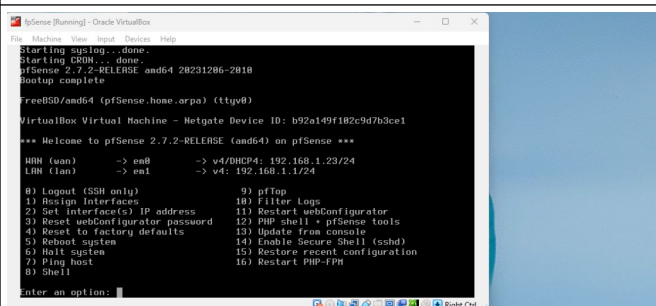 fpSense [Running] - Oracle VirtualBox
File Machine View Input Devices Help
Starting syslog...done.
Starting CRON... done.
pfSense 2.7.2-RELEASE amd64 20231206-2010
Bootup complete
FreeBSD/amd64 (pfSense.home.arpa) (ttyv0)
VirtualBox Virtual Machine - Netgate Device ID: b92a149f102c9d7b3ce1
*** Welcome to pfSense 2.7.2-RELEASE (amd64) on pfSense ***
WAN (wan) -> em0 -> v4/DHCP4: 192.168.1.23/24
LAN (lan) -> em1 -> v4: 192.168.1.1/24
0) Logout (SSH only) 9) pfTop
1) Assign Interfaces 10) Filter Logs
2) Set interface(s) IP address 11) Restart webConfigurator
3) Reset webConfigurator password 12) PHP shell + pfSense tools
4) Reset to factory defaults 13) Update from console
5) Reboot system 14) Enable Secure Shell (sshd)
6) Halt system 15) Restore recent configuration
7) Ping host 16) Restart PHP-FPM
8) Shell
Enter an option:
Right Ctrl